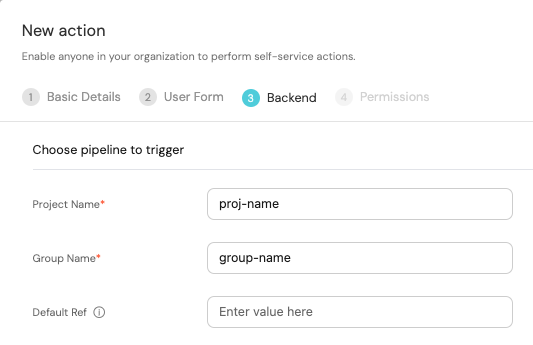 New action
Enable anyone in your organization to perform self-service actions.
1 Basic Details 2 User Form 3 Backend 4 Permissions
Choose pipeline to trigger
Project Name* proj-name
Group Name* group-name
Default Ref Enter value here